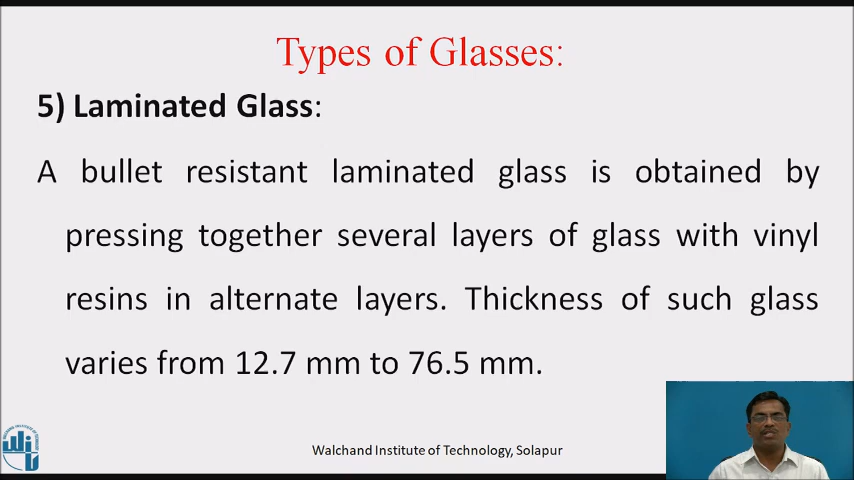 Types of Glasses:
5) Laminated Glass:
A bullet resistant laminated glass is obtained by
pressing together several layers of glass with vinyl
resins in alternate layers. Thickness of such glass
varies from 12.7 mm to 76.5 mm.
Walchand Institute of Technology, Solapur